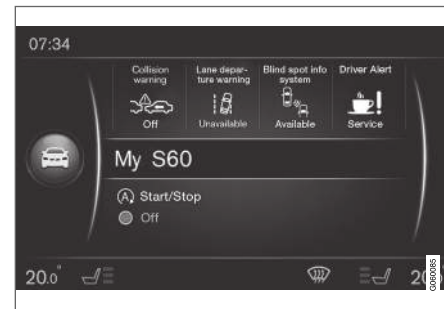 07:34
Collision warning
Off
Lane depar-
ture warning
Unavailable
Blind spot info system
Available
Driver Alert
Service
My S60
Start/Stop
Off
20.0°
G060085